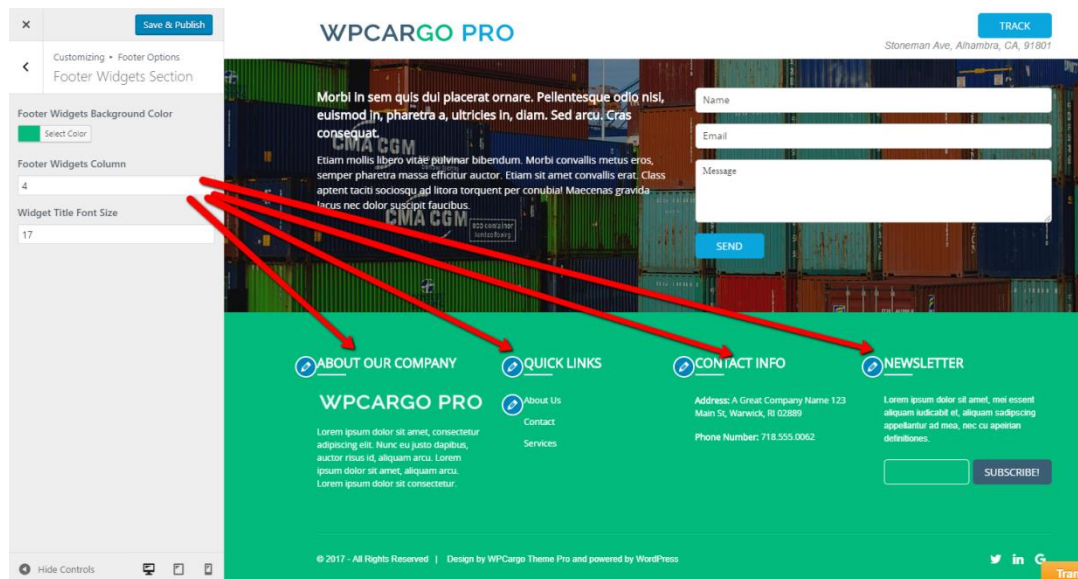 Save & Publish
Customizing • Footer Options
Footer Widgets Section
Footer Widgets Background Color
Select Color
Footer Widgets Column
4
Widget Title Font Size
17
Hide Controls
WPCARGO PRO
TRACK
Stoneman Ave, Alhambra, CA, 91801
Morbi in sem quis dui placerat ornare. Pellentesque odio nisi,
euismod in, pharetra a, ultricies in, diam. Sed arcu. Cras
consequat.
Etiam mollis libero vitae pulvinar bibendum. Morbi convallis metus eros,
semper pharetra massa efficitur auctor. Etiam sit amet convallis erat. Class
aptent taciti sociosqu ad litora torquent per conubia! Maecenas gravida
lacus nec dolor suscipit faucibus.
CMA CGM
CMA CGM
eco container
Name
Email
Message
SEND
ABOUT OUR COMPANY
WPCARGO PRO
Lorem ipsum dolor sit amet, consectetur
adipiscing elit. Nunc eu justo dapibus,
auctor risus id, aliquam arcu. Lorem
ipsum dolor sit amet, aliquam arcu.
Lorem ipsum dolor sit consectetur.
QUICK LINKS
About Us
Contact
Services
CONTACT INFO
Address: A Great Company Name 123
Main St, Warwick, RI 02889
Phone Number: 718.555.0062
NEWSLETTER
Lorem ipsum dolor sit amet, mei essent
aliquam iudicabit et, aliquam sadipscing
appellantur ad mea, nec cu apeirian
definitiones.
SUBSCRIBE!
© 2017 - All Rights Reserved | Design by WPCargo Theme Pro and powered by WordPress
Tran